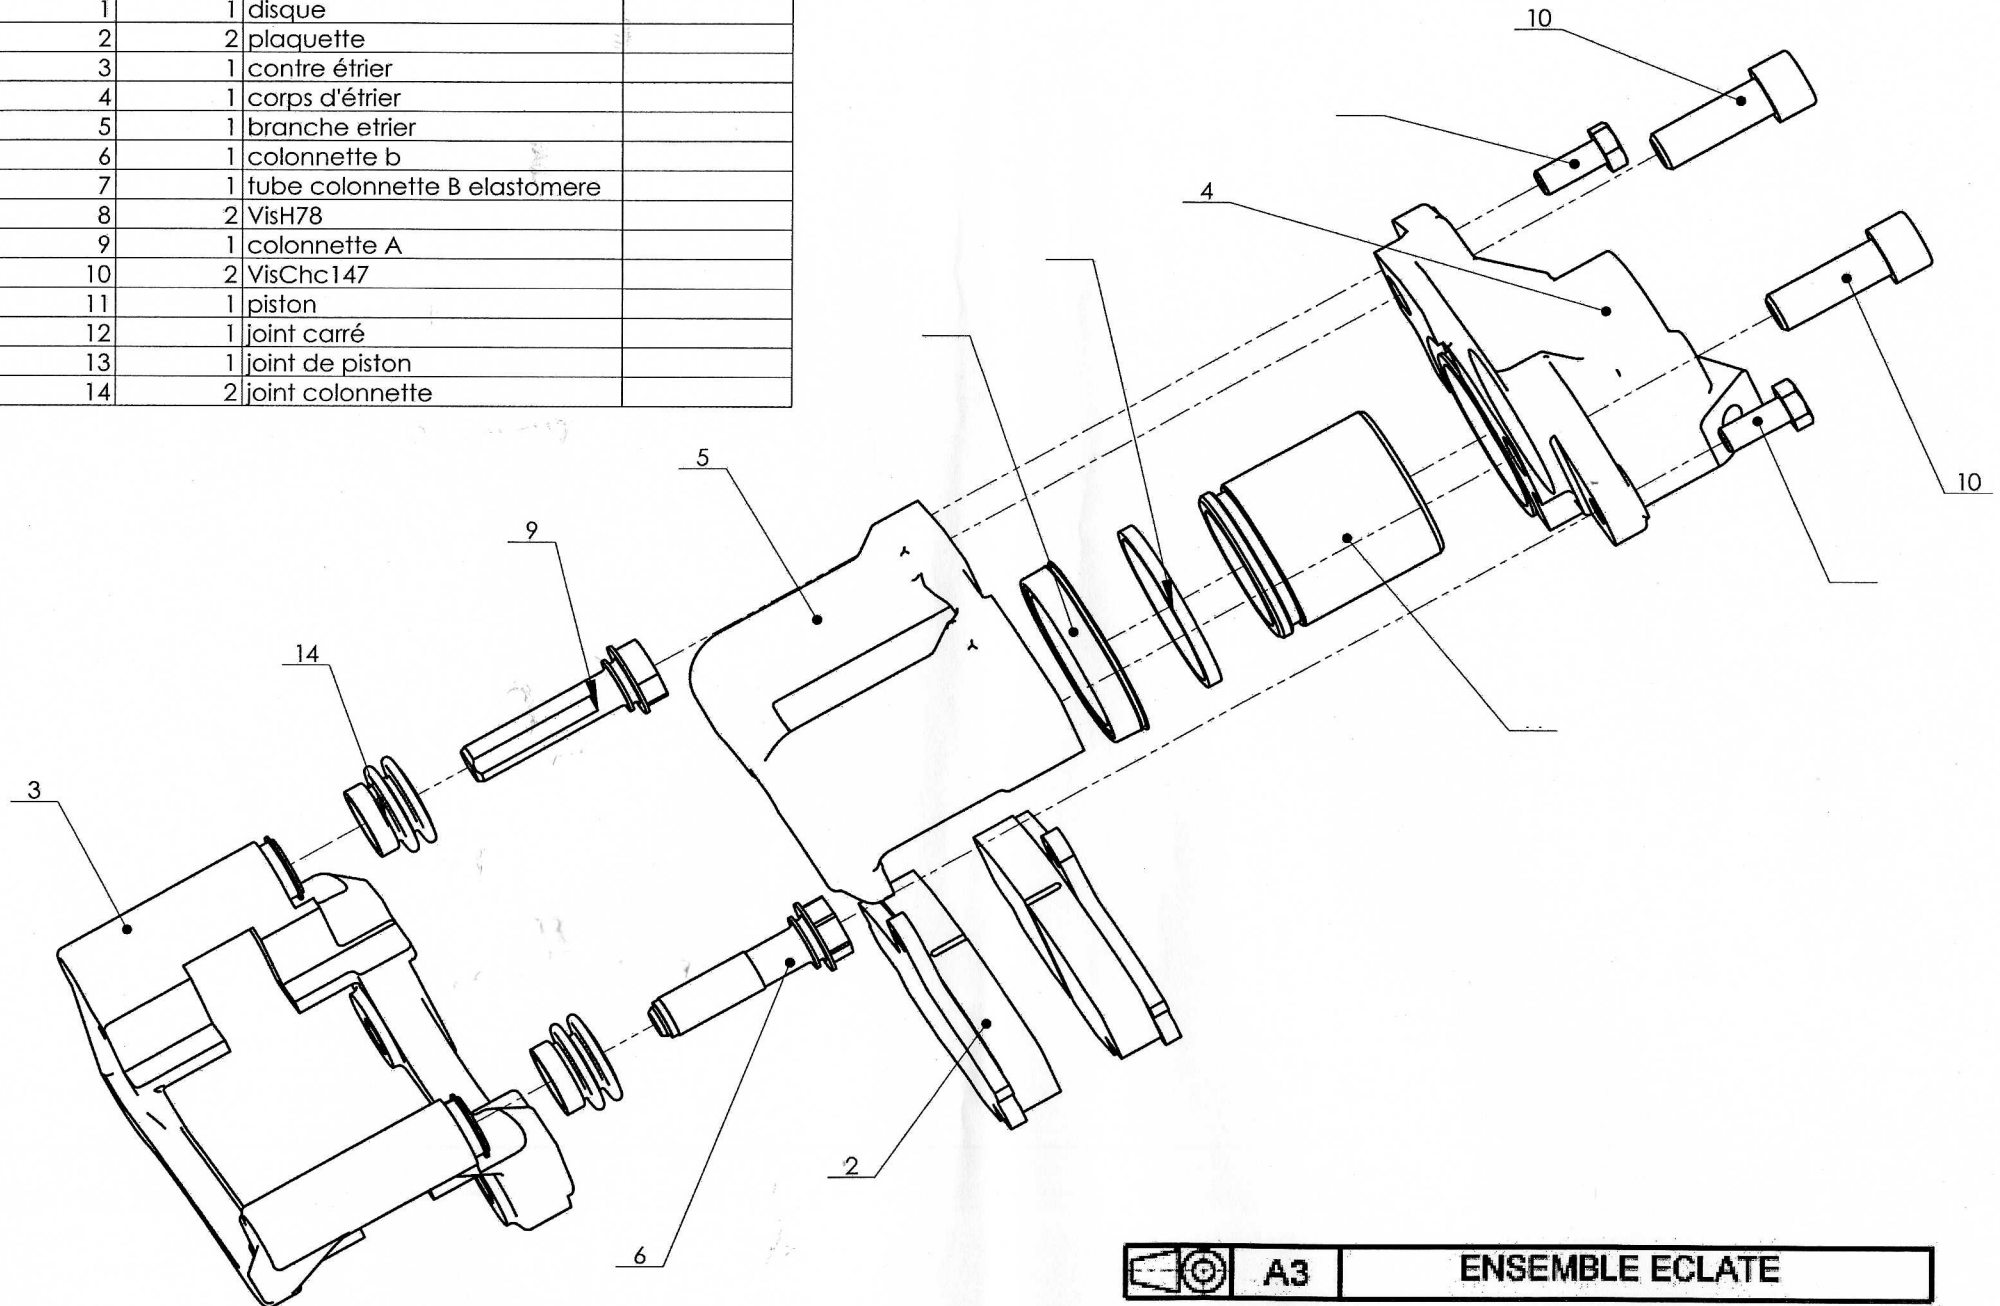 1 1 disque
2 2 plaquette
3 1 contre étrier
4 1 corps d'étrier
5 1 branche etrier
6 1 colonnette b
7 1 tube colonnette B elastomere
8 2 VisH78
9 1 colonnette A
10 2 VisChc147
11 1 piston
12 1 joint carré
13 1 joint de piston
14 2 joint colonnette
10
4
10
5
9
14
3
2
6
A3 ENSEMBLE ECLATE